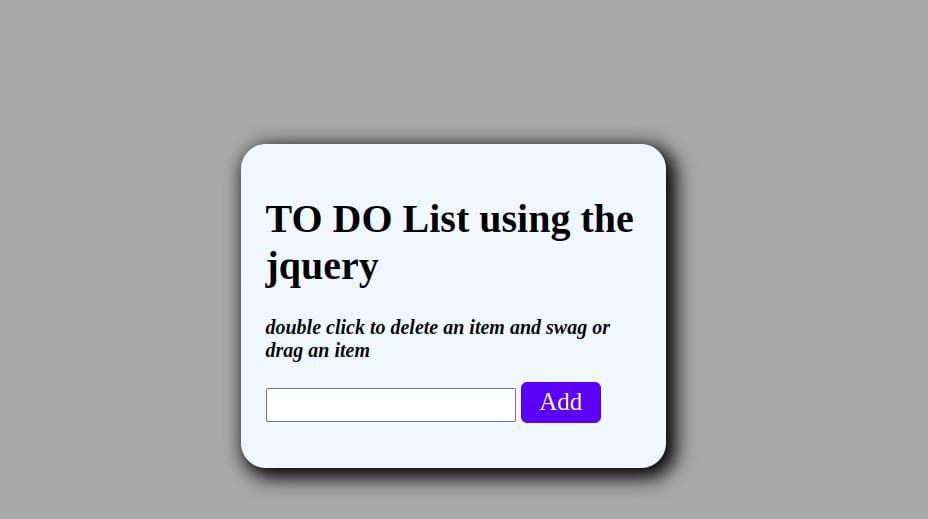 TO DO List using the
jquery
double click to delete an item and swag or
drag an item
Add